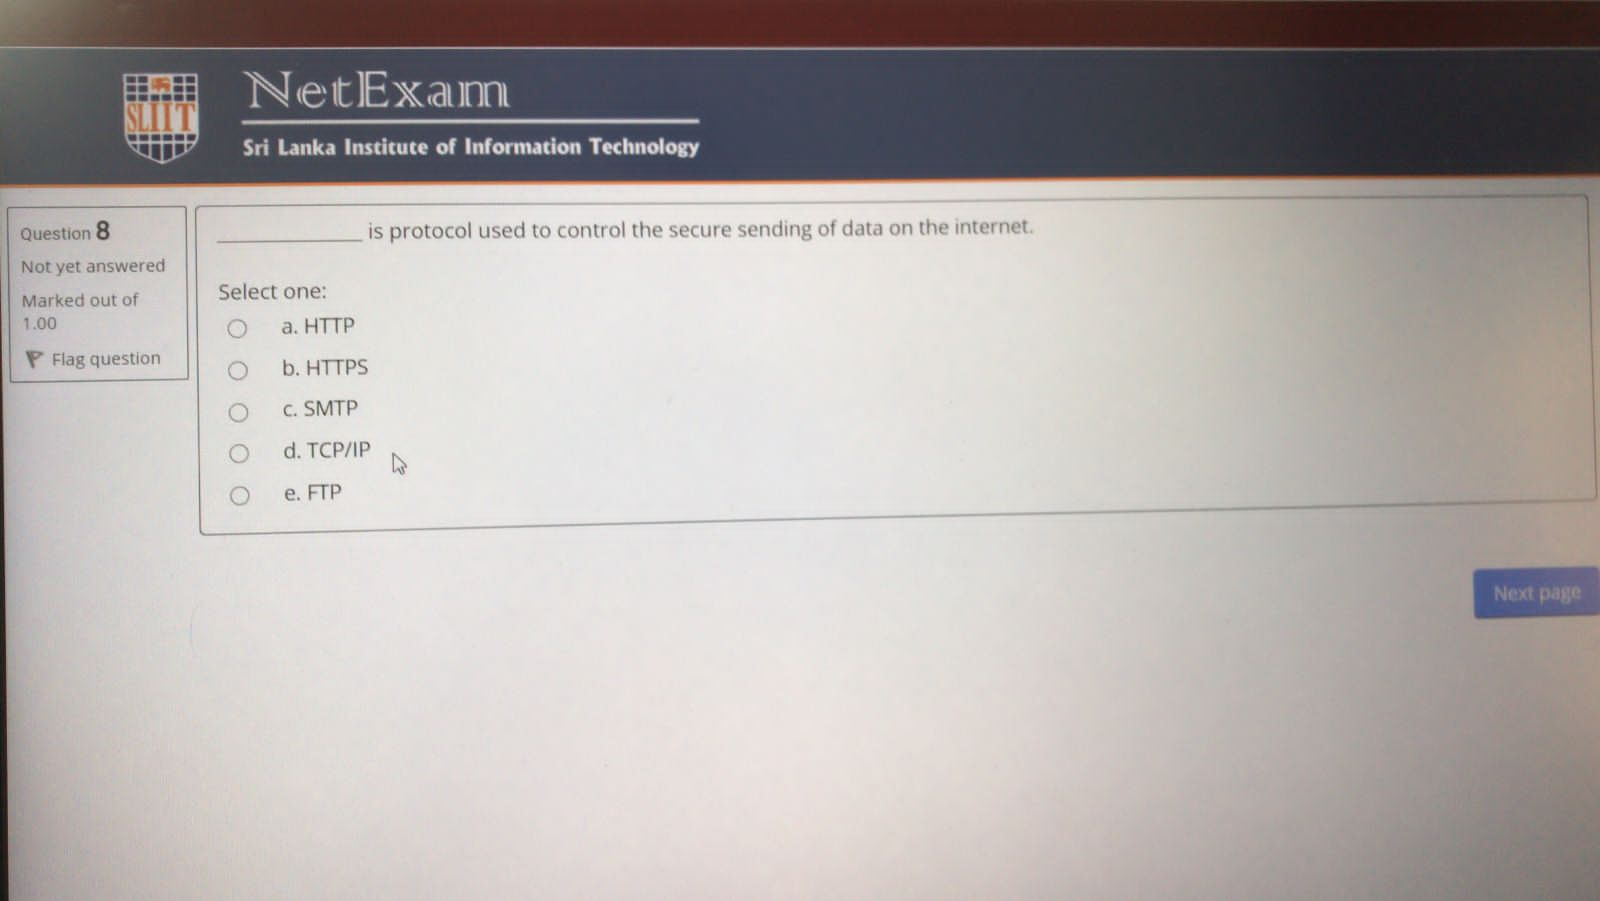 SLIIT
NetExam
Sri Lanka Institute of Information Technology
Question 8
Not yet answered
Marked out of
1.00
Flag question
____________ is protocol used to control the secure sending of data on the internet.
Select one:
a. HTTP
b. HTTPS
c. SMTP
d. TCP/IP
e. FTP
Next page